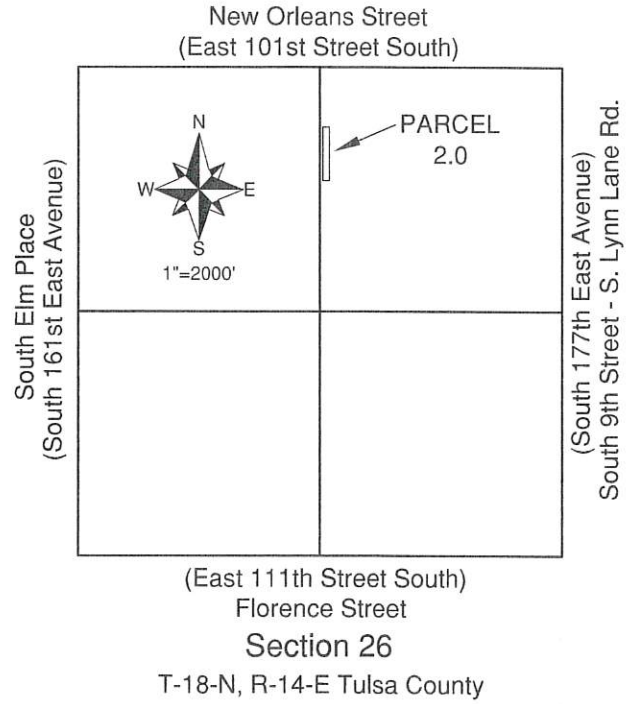 New Orleans Street
(East 101st Street South)
N
W
E
S
1"=2000'
PARCEL
2.0
South Elm Place
(South 161st East Avenue)
(South 177th East Avenue)
South 9th Street - S. Lynn Lane Rd.
(East 111th Street South)
Florence Street
Section 26
T-18-N, R-14-E Tulsa County